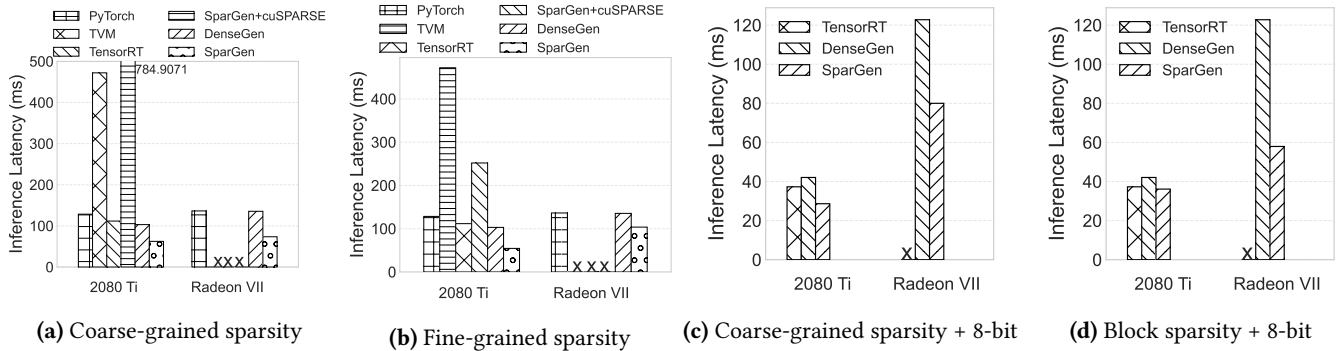 PyTorch SparGen+cuSPARSE
TVM DenseGen
TensorRT SparGen
784.9071
Inference Latency (ms)
500
400
300
200
100
0
X X X
2080 Ti Radeon VII
(a) Coarse-grained sparsity
PyTorch SparGen+cuSPARSE
TVM DenseGen
TensorRT SparGen
Inference Latency (ms)
400
300
200
100
0
X X X
2080 Ti Radeon VII
(b) Fine-grained sparsity
TensorRT
DenseGen
SparGen
Inference Latency (ms)
120
100
80
60
40
20
0
X
2080 Ti Radeon VII
(c) Coarse-grained sparsity + 8-bit
TensorRT
DenseGen
SparGen
Inference Latency (ms)
120
100
80
60
40
20
0
X
2080 Ti Radeon VII
(d) Block sparsity + 8-bit